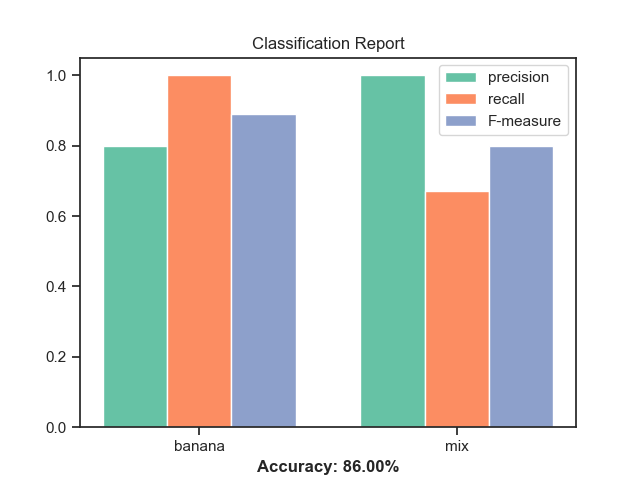 Classification Report
precision
recall
F-measure
1.0
0.8
0.6
0.4
0.2
0.0
banana mix
Accuracy: 86.00%